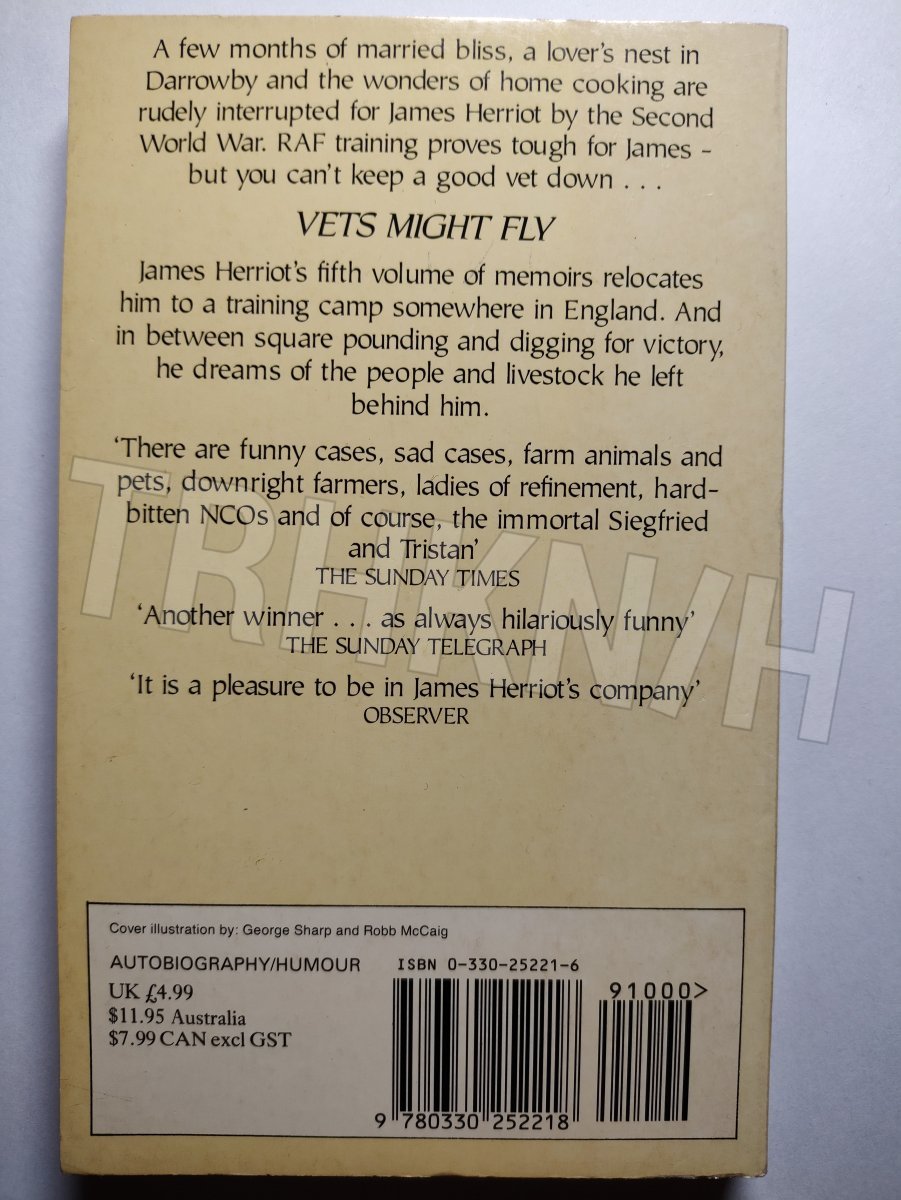 A few months of married bliss, a lover's nest in
Darrowby and the wonders of home cooking are
rudely interrupted for James Herriot by the Second
World War. RAF training proves tough for James –
but you can't keep a good vet down . . .
VETS MIGHT FLY
James Herriot's fifth volume of memoirs relocates
him to a training camp somewhere in England. And
in between square pounding and digging for victory,
he dreams of the people and livestock he left
behind him.
'There are funny cases, sad cases, farm animals and
pets, downright farmers, ladies of refinement, hard-
bitten NCOs and of course, the immortal Siegfried
and Tristan'
THE SUNDAY TIMES
'Another winner . . . as always hilariously funny'
THE SUNDAY TELEGRAPH
'It is a pleasure to be in James Herriot's company'
OBSERVER
TRHKN/H
Cover illustration by: George Sharp and Robb McCaig
AUTOBIOGRAPHY/HUMOUR
UK £4.99
$11.95 Australia
$7.99 CAN excl GST
ISBN 0-330-25221-6
91000>
9 780330 252218